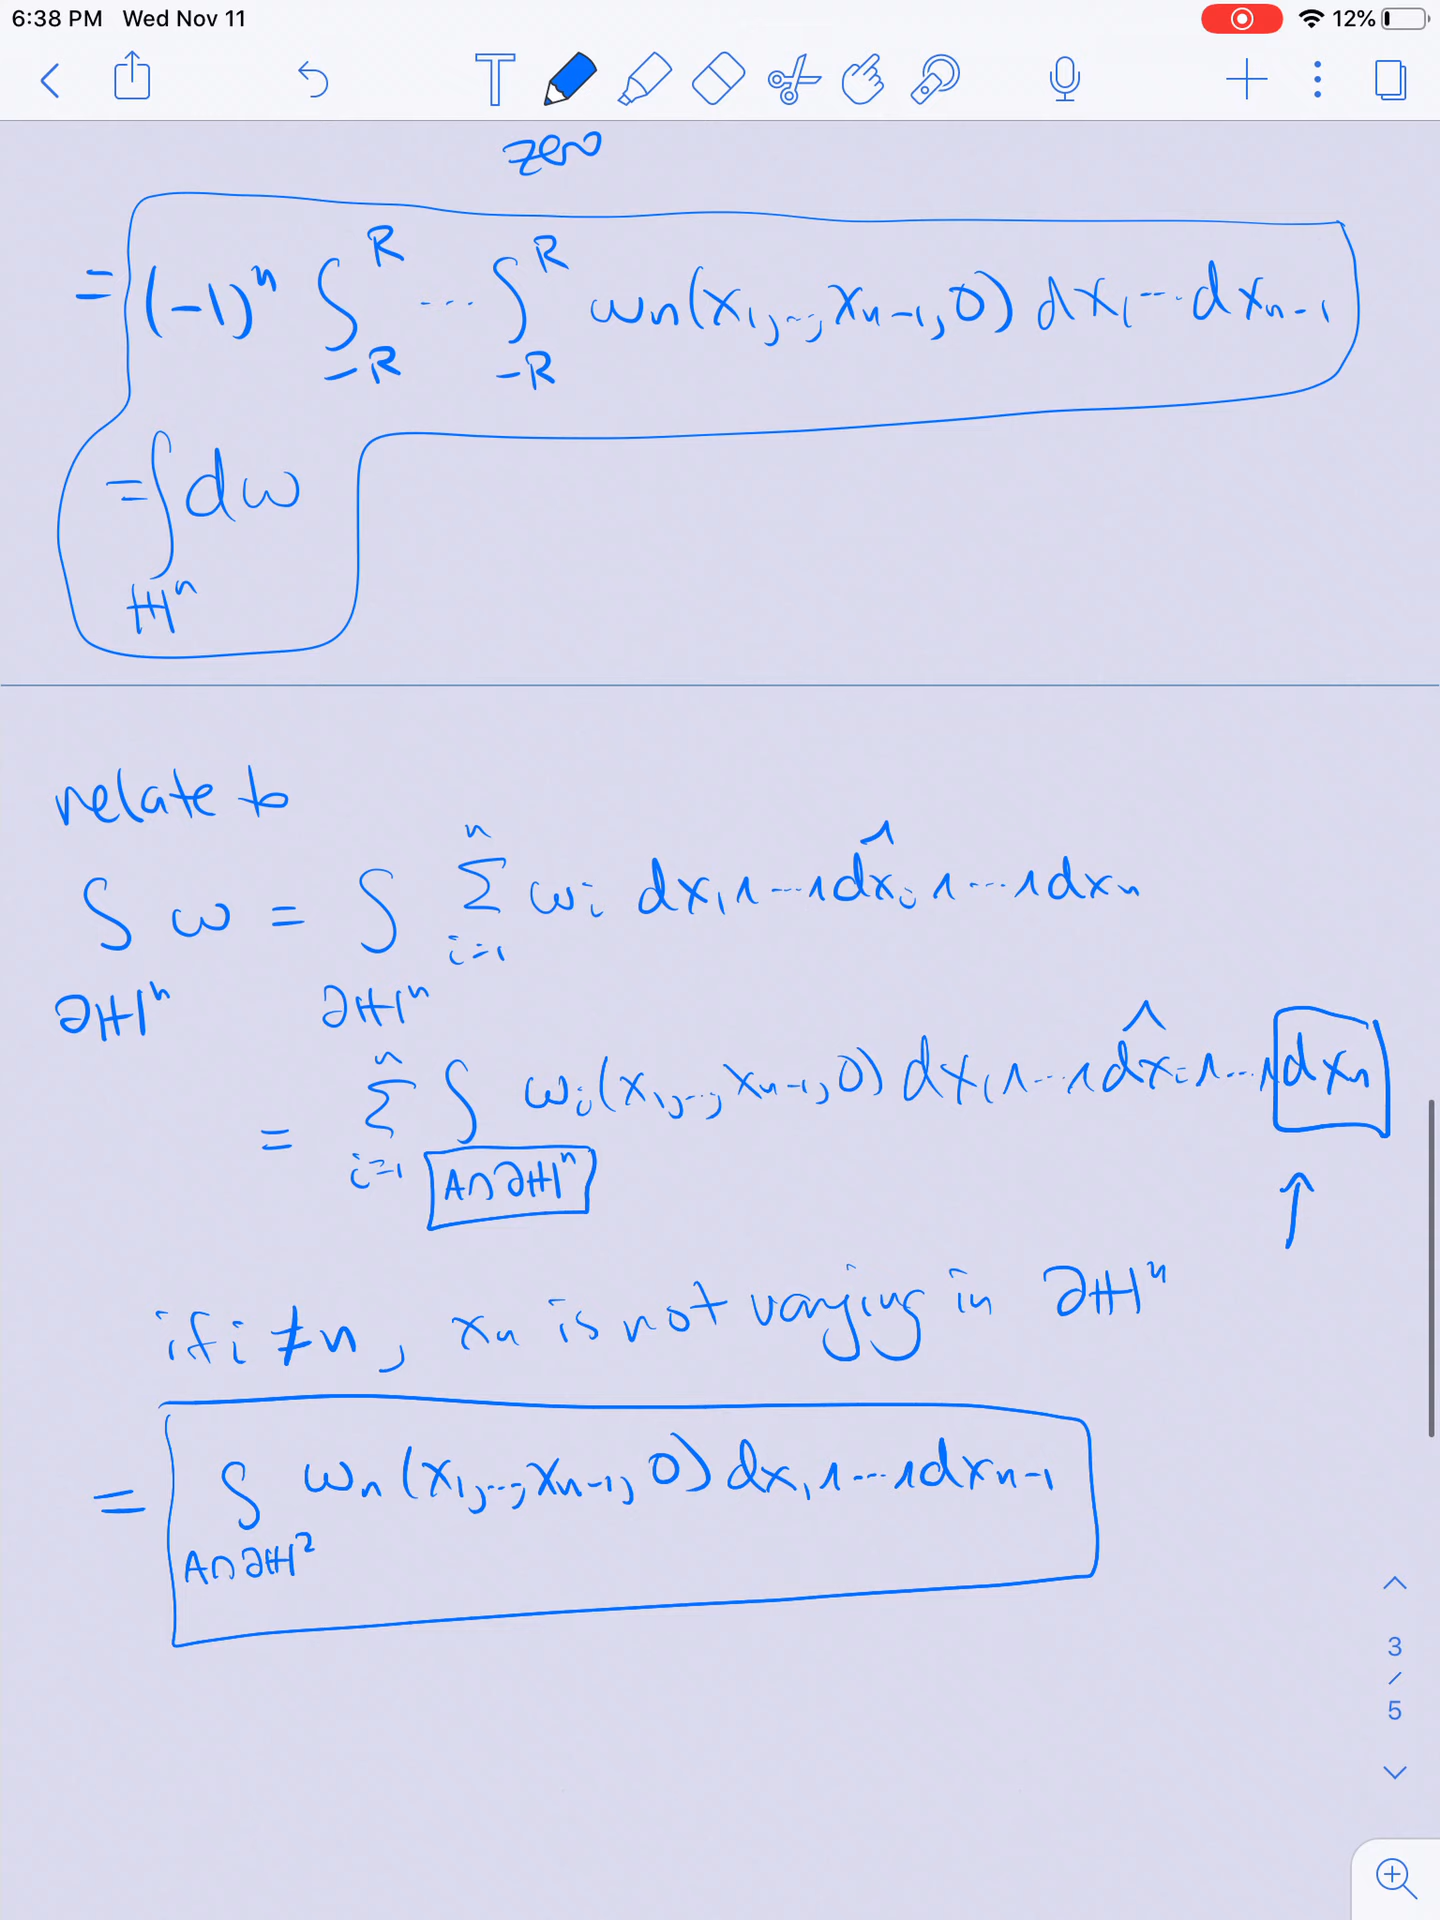 6:38 PM Wed Nov 11 12%
T
zero
= (-1)ⁿ ∫_{-R}^{R} ... ∫_{-R}^{R} ωn(x₁,...,xn-1,0) dx₁...dxn-1
= ∫_{ℍⁿ} dω
relate to
∫_{∂ℍⁿ} ω = ∫_{∂ℍⁿ} Σ_{i=1}^{n} ωi dx₁∧...∧d̂xi∧...∧dxn
= Σ_{i=1}^{n} ∫_{A∩∂ℍⁿ} ωi(x₁,...,xn-1,0) dx₁∧...∧d̂xi∧...∧dxn
↑
if i≠n, xn is not varying in ∂ℍⁿ
= ∫_{A∩∂ℍ²} ωn(x₁,...,xn-1,0) dx₁∧...∧dxn-1
3
/
5